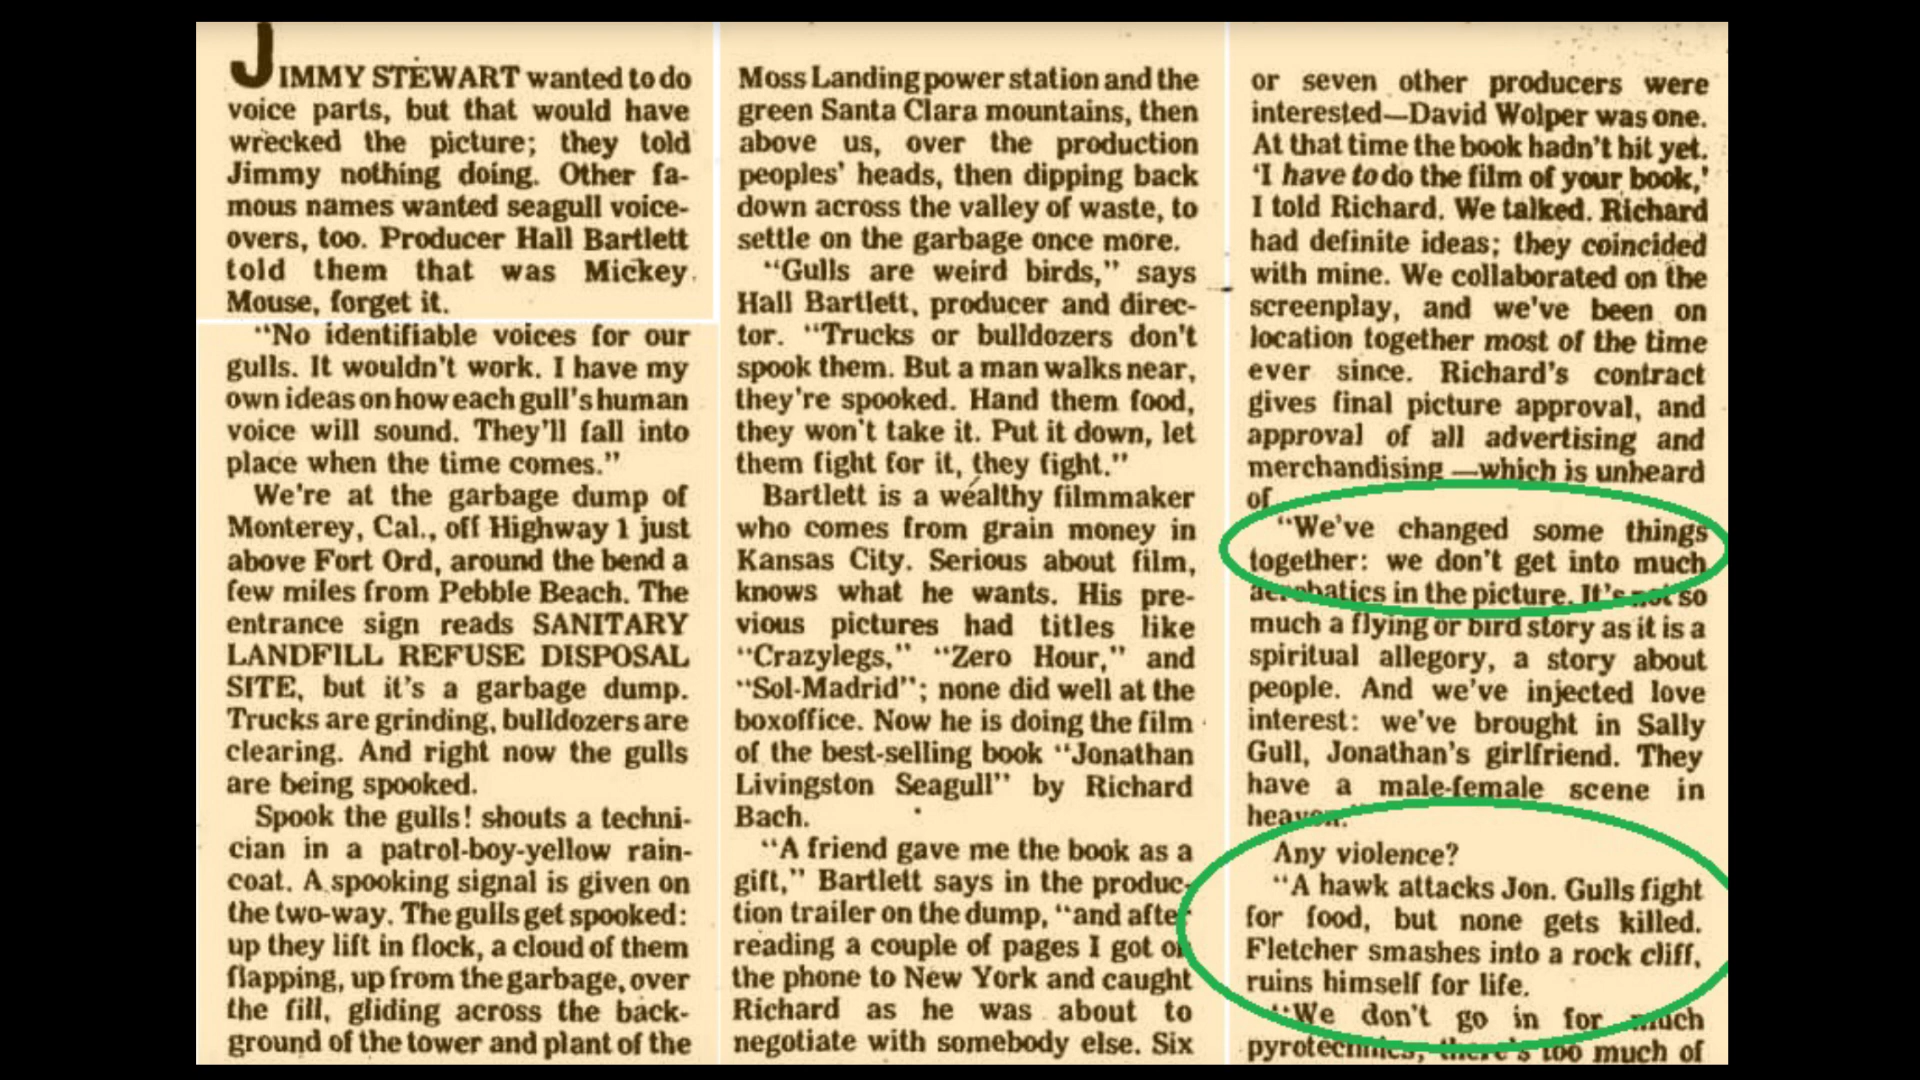 JIMMY STEWART wanted to do
voice parts, but that would have
wrecked the picture; they told
Jimmy nothing doing. Other fa-
mous names wanted seagull voice-
overs, too. Producer Hall Bartlett
told them that was Mickey
Mouse, forget it.
"No identifiable voices for our
gulls. It wouldn't work. I have my
own ideas on how each gull's human
voice will sound. They'll fall into
place when the time comes."
We're at the garbage dump of
Monterey, Cal., off Highway 1 just
above Fort Ord, around the bend a
few miles from Pebble Beach. The
entrance sign reads SANITARY
LANDFILL REFUSE DISPOSAL
SITE, but it's a garbage dump.
Trucks are grinding, bulldozers are
clearing. And right now the gulls
are being spooked.
Spook the gulls! shouts a techni-
cian in a patrol-boy-yellow rain-
coat. A spooking signal is given on
the two-way. The gulls get spooked:
up they lift in flock, a cloud of them
flapping, up from the garbage, over
the fill, gliding across the back-
ground of the tower and plant of the
Moss Landing power station and the
green Santa Clara mountains, then
above us, over the production
peoples' heads, then dipping back
down across the valley of waste, to
settle on the garbage once more.
"Gulls are weird birds," says
Hall Bartlett, producer and direc-
tor. "Trucks or bulldozers don't
spook them. But a man walks near,
they're spooked. Hand them food,
they won't take it. Put it down, let
them fight for it, they fight."
Bartlett is a wealthy filmmaker
who comes from grain money in
Kansas City. Serious about film,
knows what he wants. His pre-
vious pictures had titles like
"Crazylegs," "Zero Hour," and
"Sol-Madrid"; none did well at the
boxoffice. Now he is doing the film
of the best-selling book "Jonathan
Livingston Seagull" by Richard
Bach.
"A friend gave me the book as a
gift," Bartlett says in the produc-
tion trailer on the dump, "and after
reading a couple of pages I got on
the phone to New York and caught
Richard as he was about to
negotiate with somebody else. Six
or seven other producers were
interested—David Wolper was one.
At that time the book hadn't hit yet.
'I have to do the film of your book,'
I told Richard. We talked. Richard
had definite ideas; they coincided
with mine. We collaborated on the
screenplay, and we've been on
location together most of the time
ever since. Richard's contract
gives final picture approval, and
approval of all advertising and
merchandising —which is unheard
of.
"We've changed some things
together: we don't get into much
aerobatics in the picture. It's not so
much a flying or bird story as it is a
spiritual allegory, a story about
people. And we've injected love
interest: we've brought in Sally
Gull, Jonathan's girlfriend. They
have a male-female scene in
heaven."
Any violence?
"A hawk attacks Jon. Gulls fight
for food, but none gets killed.
Fletcher smashes into a rock cliff,
ruins himself for life.
"We don't go in for much
pyrotechnics; there's too much of